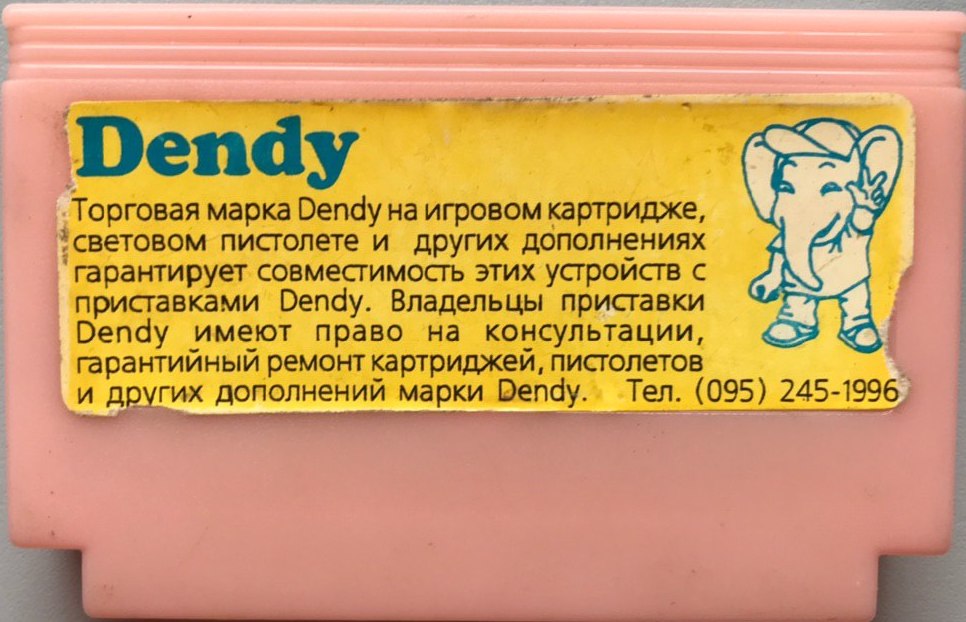 Dendy
Торговая марка Dendy на игровом картридже,
световом пистолете и других дополнениях
гарантирует совместимость этих устройств с
приставками Dendy. Владельцы приставки
Dendy имеют право на консультации,
гарантийный ремонт картриджей, пистолетов
и других дополнений марки Dendy. Тел. (095) 245-1996